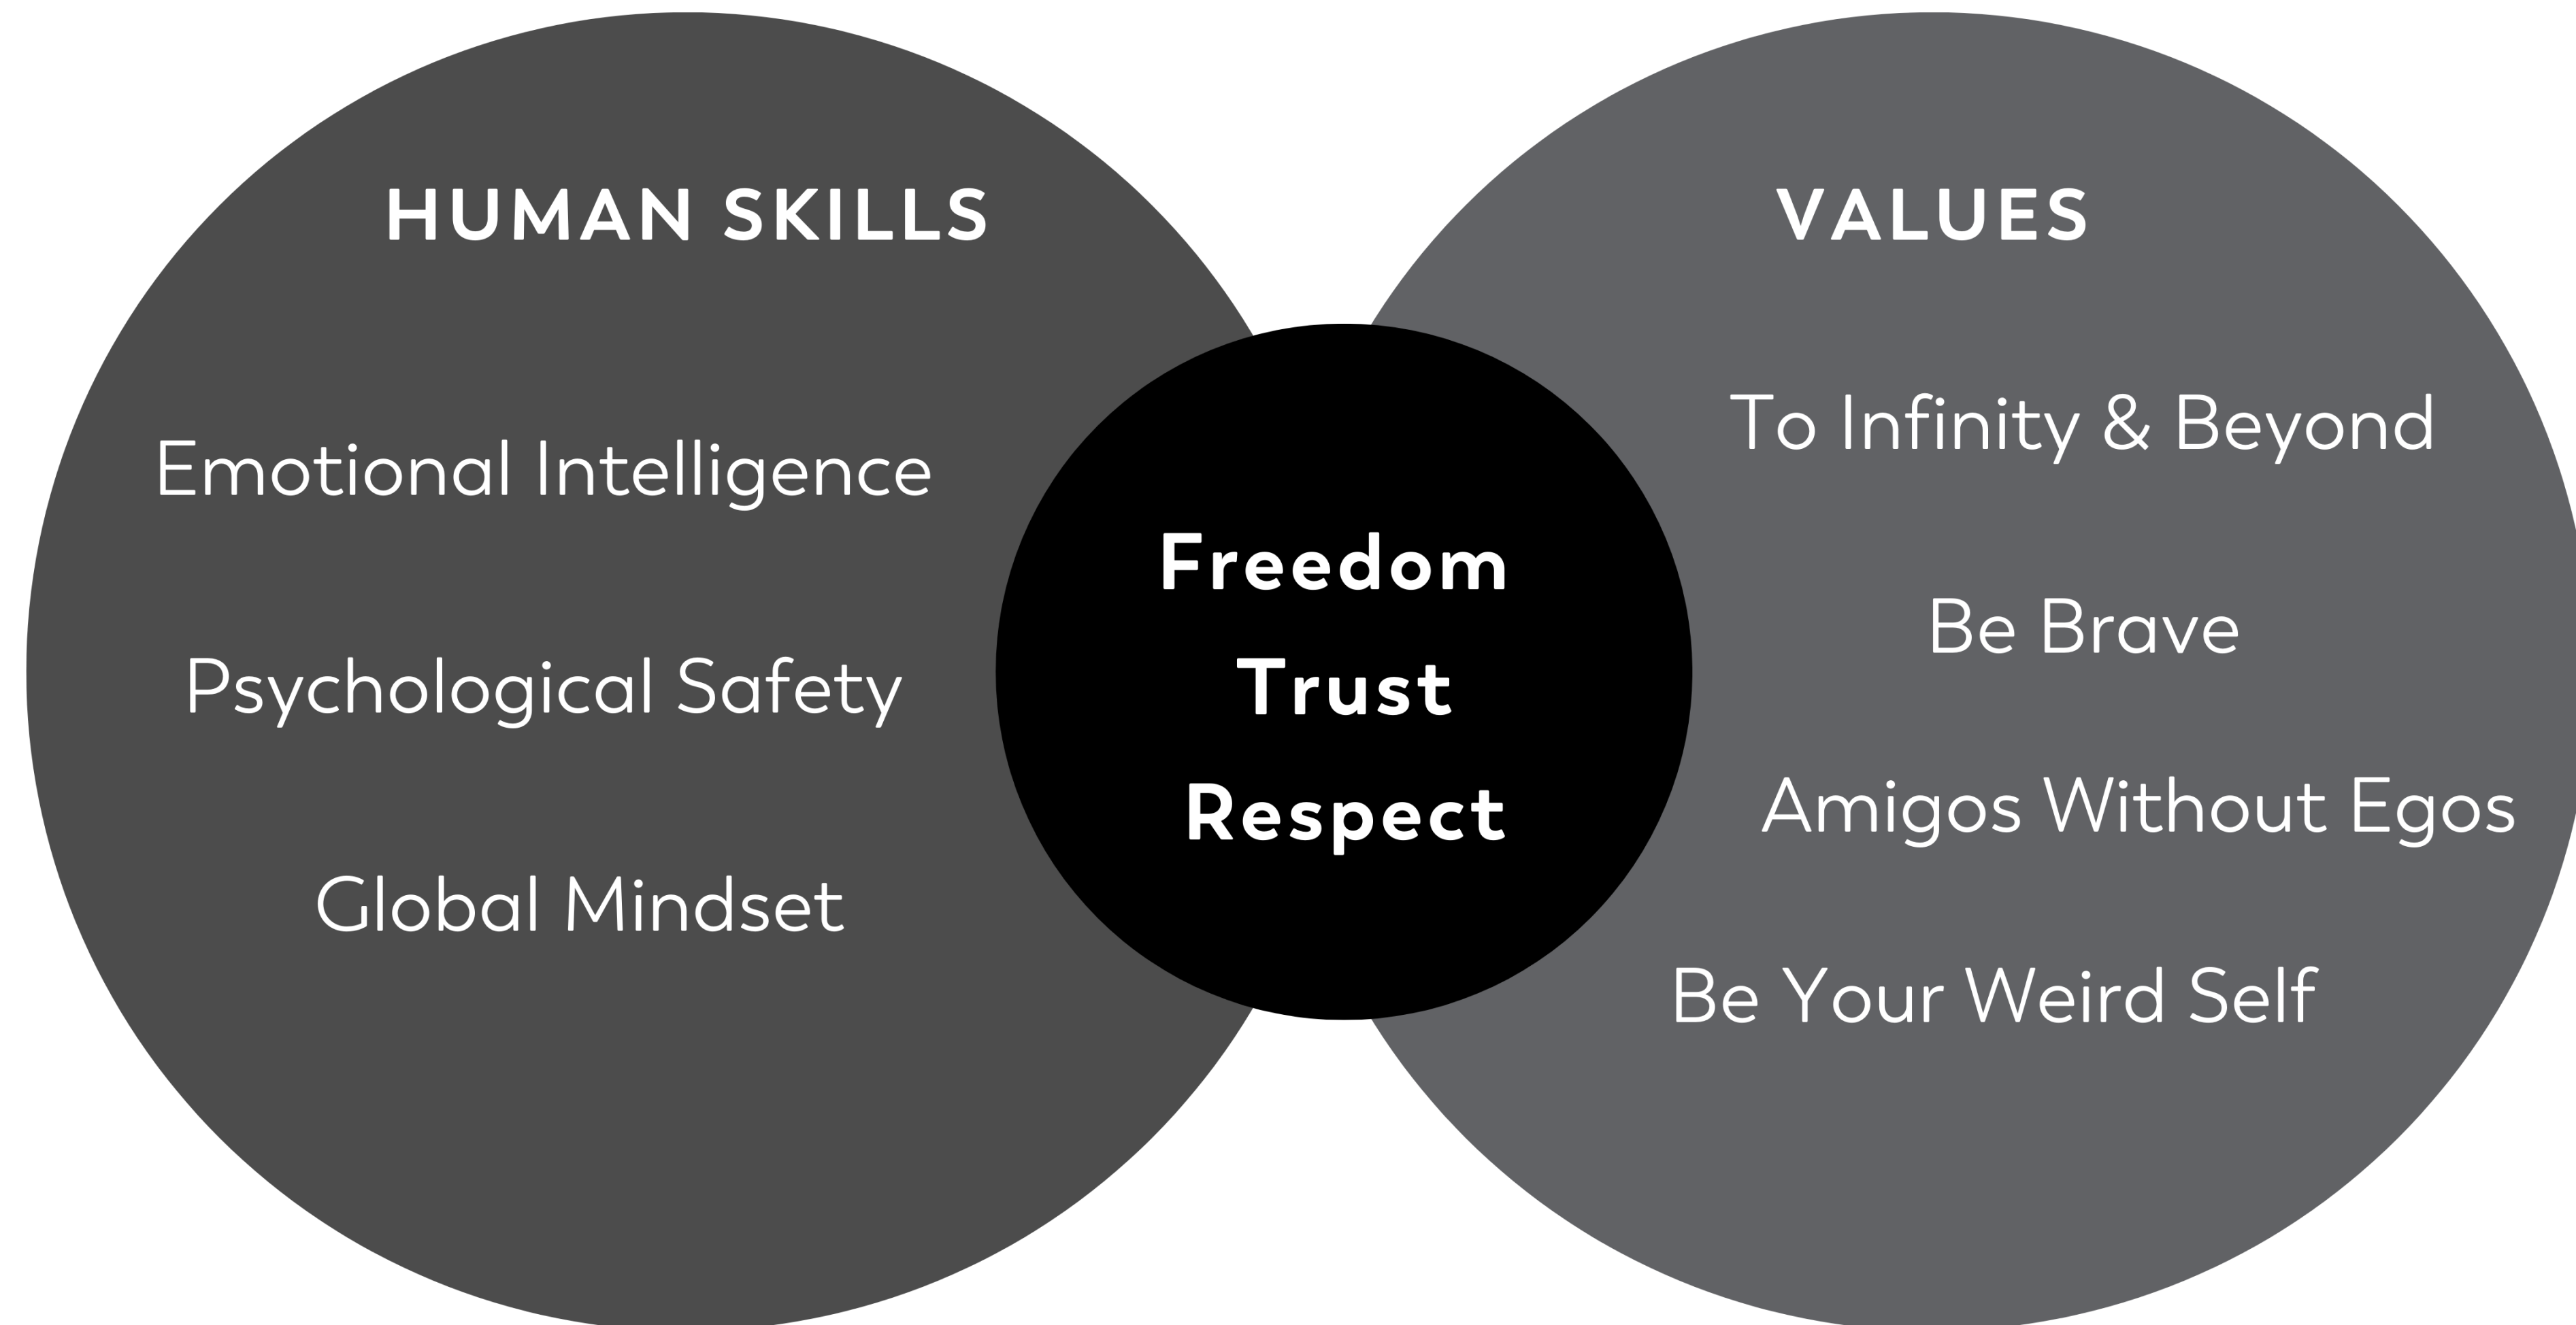 HUMAN SKILLS
Emotional Intelligence
Psychological Safety
Global Mindset
Freedom
Trust
Respect
VALUES
To Infinity & Beyond
Be Brave
Amigos Without Egos
Be Your Weird Self